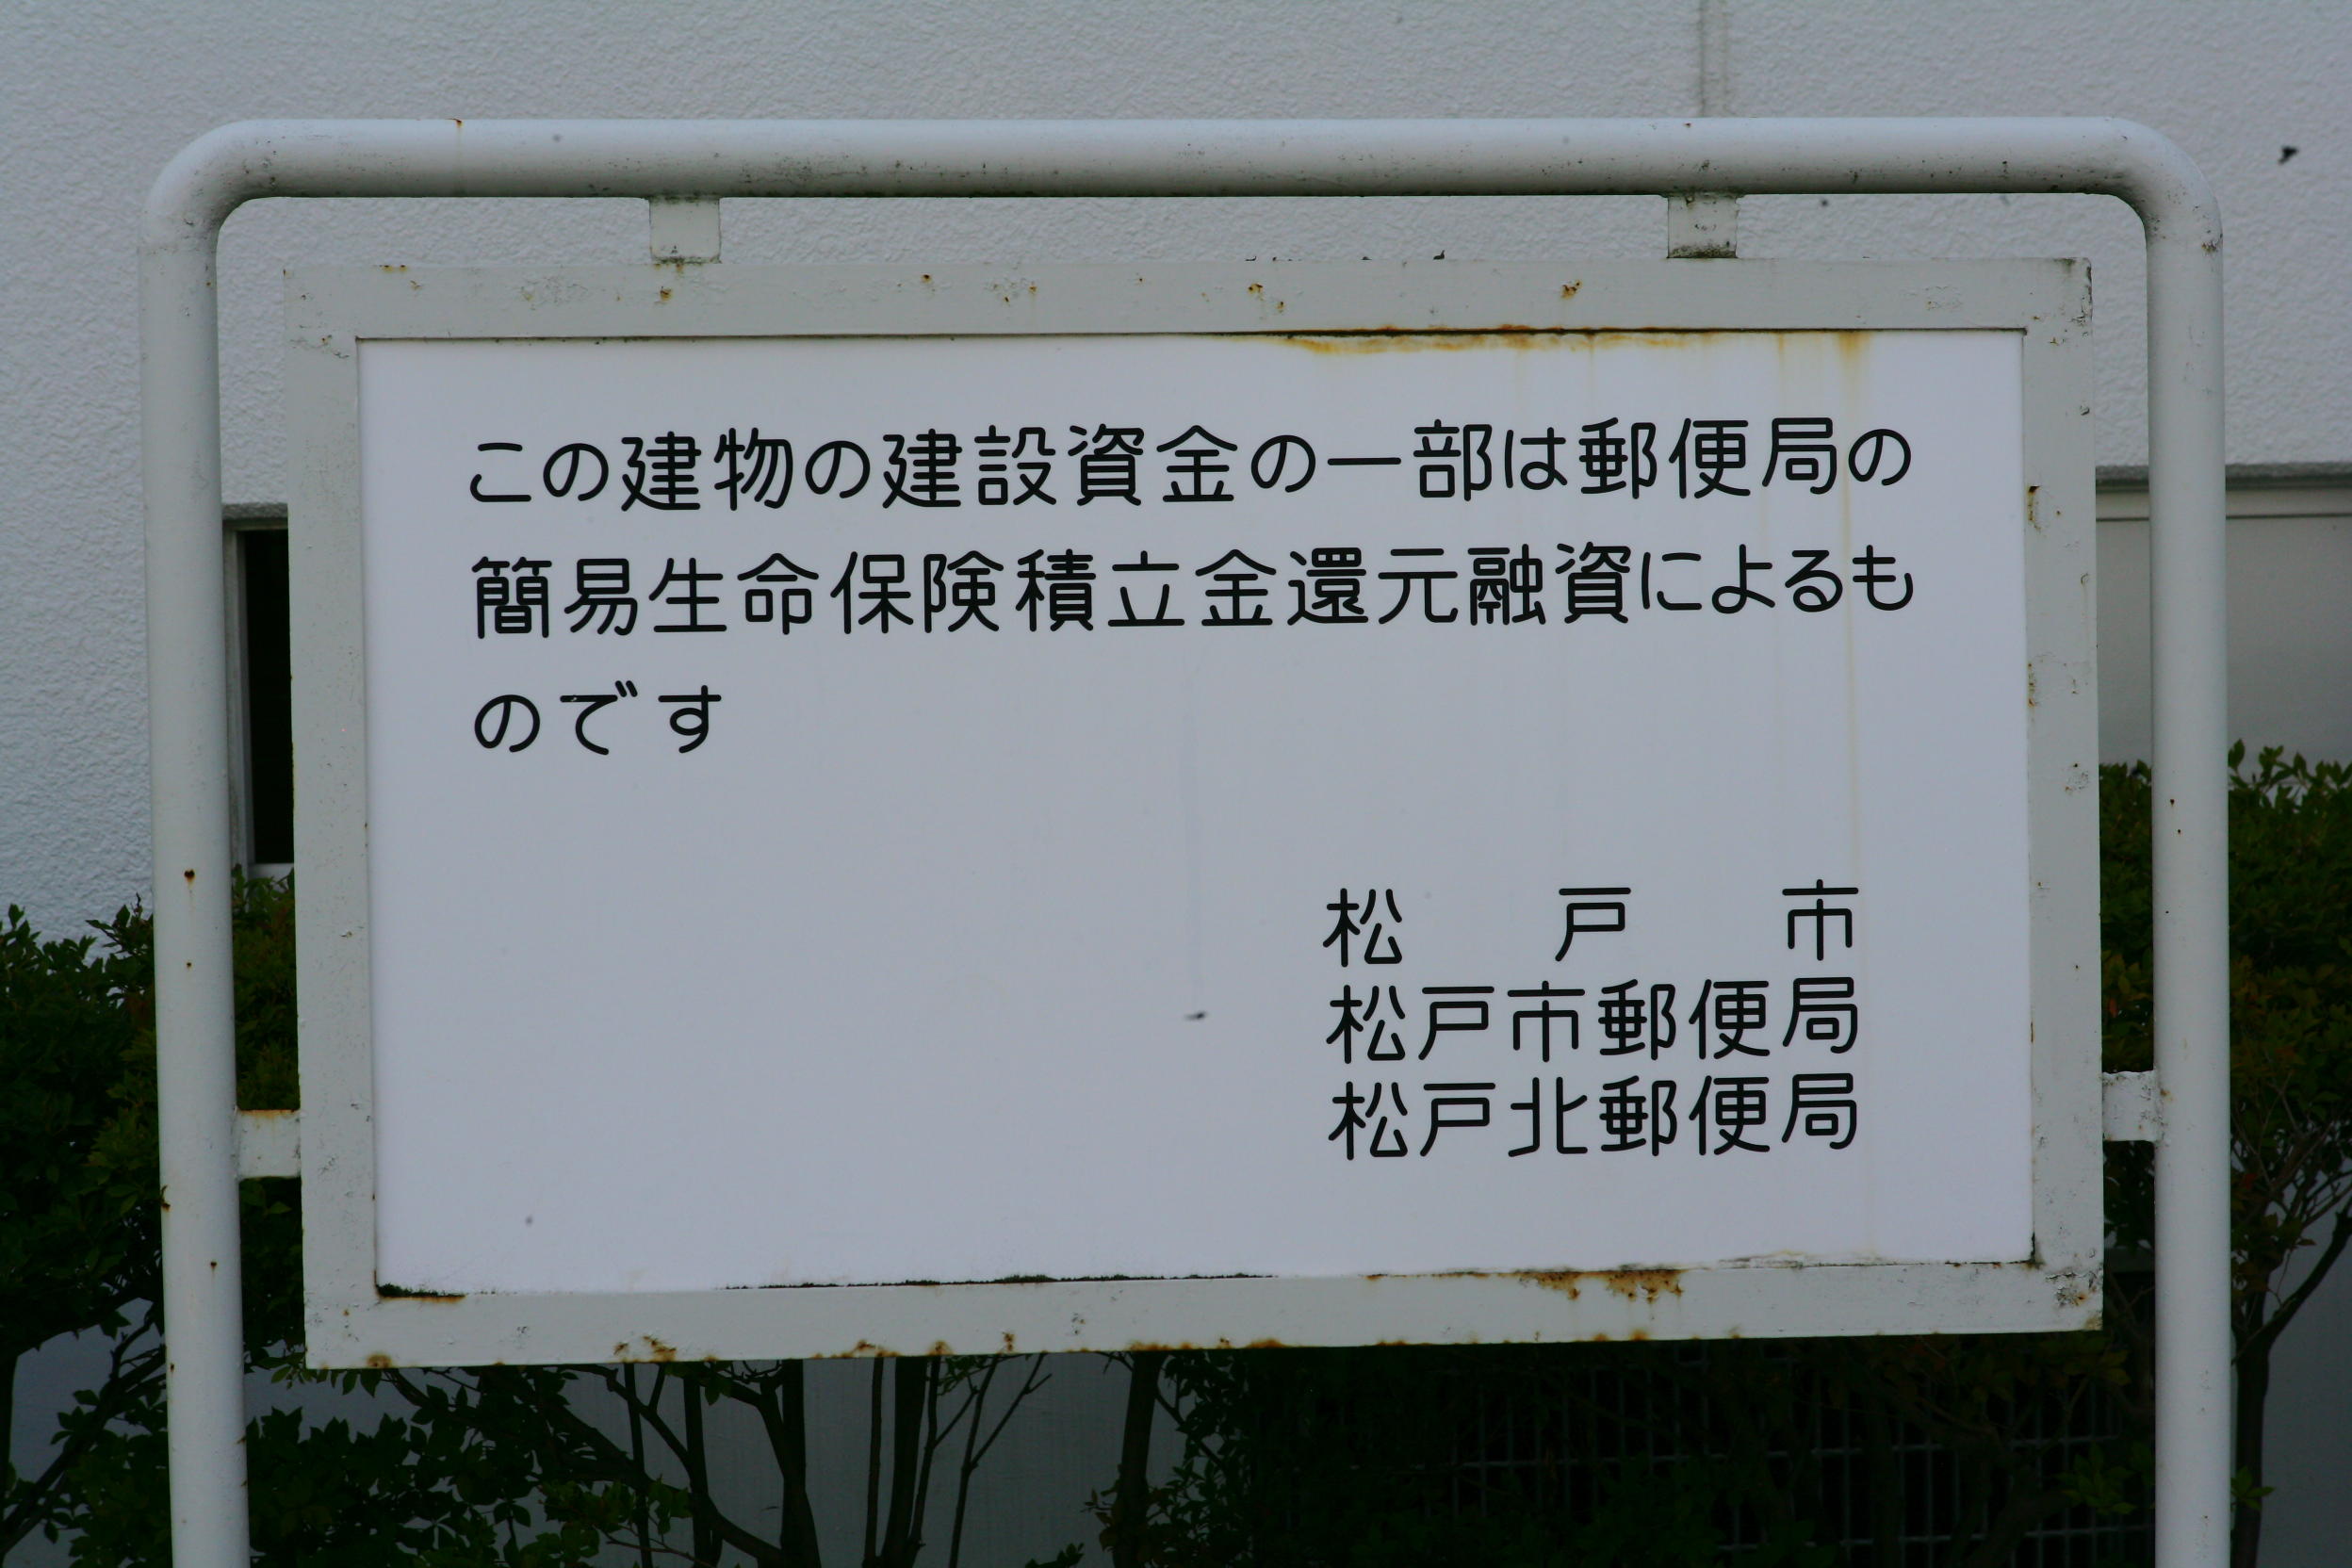 この建物の建設資金の一部は郵便局の
簡易生命保険積立金還元融資によるも
のです
松 戸 市
松戸市郵便局
松戸北郵便局